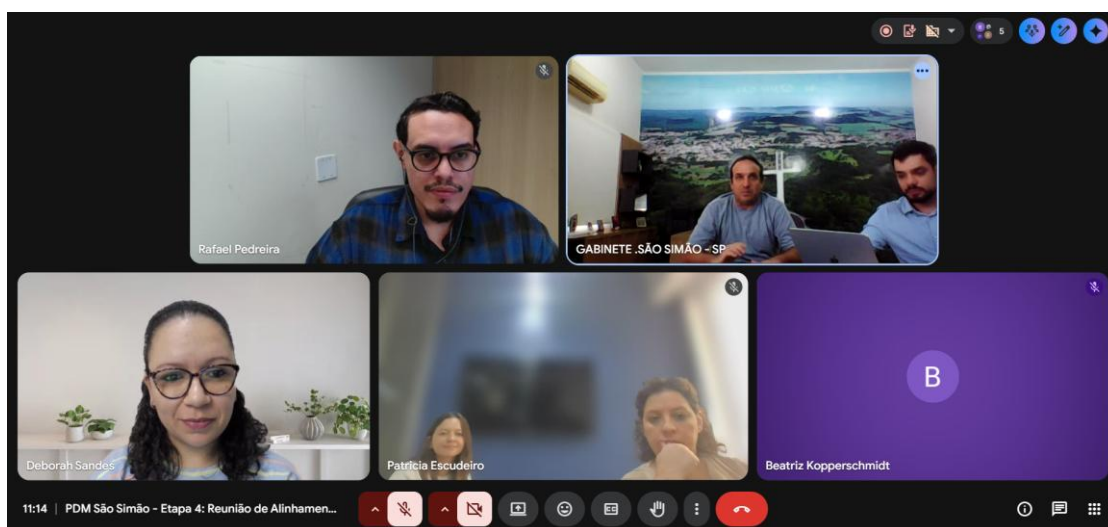 5
Rafael Pedreira
GABINETE .SÃO SIMÃO - SP
Deborah Sandes
Patricia Escudeiro
B
Beatriz Kopperschmidt
11:14 | PDM São Simão - Etapa 4: Reunião de Alinhamen...